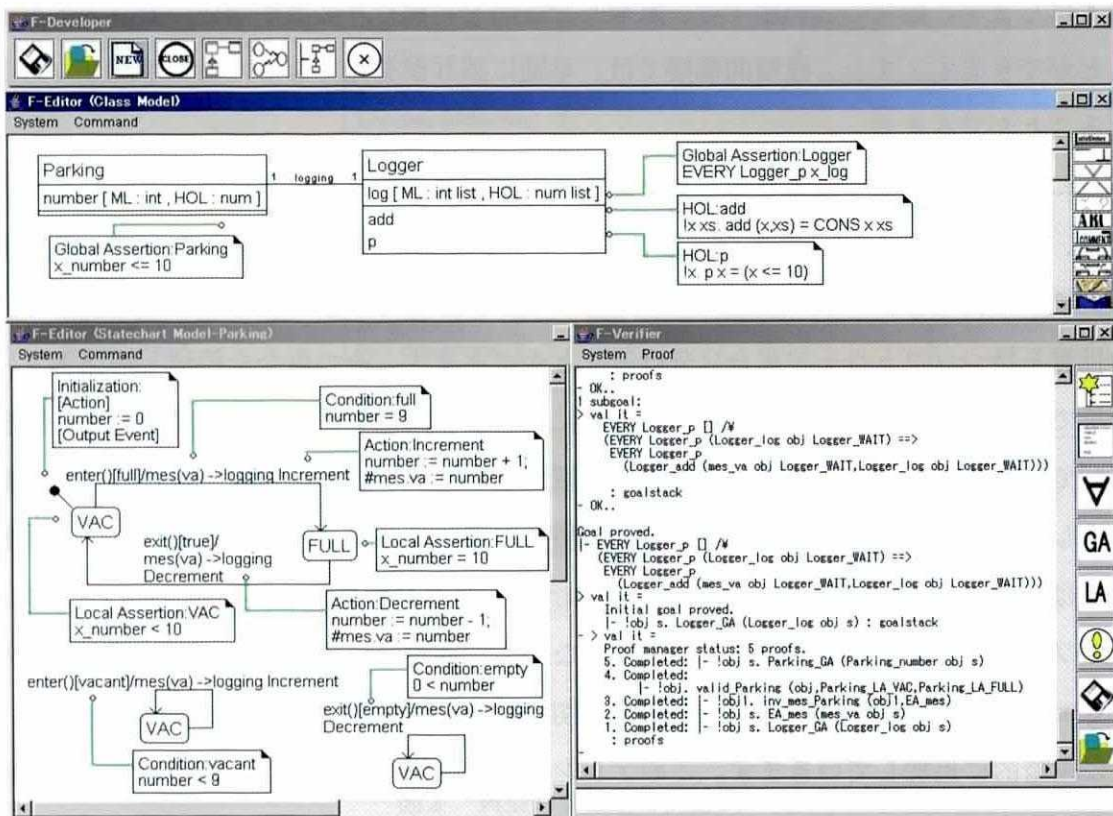 F-Developer
NEW
CLOSE
F-Editor (Class Model)
System Command
Parking
number [ ML : int , HOL : num ]
1 logging 1
Logger
log [ ML : int list , HOL : num list ]
add
p
Global Assertion:Logger
EVERY Logger_p x_log
HOL:add
!x xs. add (x,xs) = CONS x xs
HOL:p
!x p x = (x <= 10)
Global Assertion:Parking
x_number <= 10
ABC
COMMENT
F-Editor (Statechart Model-Parking)
System Command
Initialization:
[Action]
number := 0
[Output Event]
Condition:full
number = 9
Action:Increment
number := number + 1;
#mes.va := number
enter()[full]/mes(va) ->logging Increment
VAC
FULL
exit()[true]/
mes(va) ->logging
Decrement
Local Assertion:FULL
x_number = 10
Local Assertion:VAC
x_number < 10
Action:Decrement
number := number - 1;
#mes.va := number
Condition:empty
0 < number
enter()[vacant]/mes(va) ->logging Increment
VAC
exit()[empty]/mes(va) ->logging
Decrement
VAC
Condition:vacant
number < 9
F-Verifier
System Proof
: proofs
- OK..
1 subgoal:
> val it =
EVERY Logger_p [] /¥
(EVERY Logger_p (Logger_log obj Logger_WAIT) ==>
EVERY Logger_p
(Logger_add (mes_va obj Logger_WAIT,Logger_log obj Logger_WAIT)))
: goalstack
- OK..
Goal proved.
|- EVERY Logger_p [] /¥
(EVERY Logger_p (Logger_log obj Logger_WAIT) ==>
EVERY Logger_p
(Logger_add (mes_va obj Logger_WAIT,Logger_log obj Logger_WAIT)))
> val it =
Initial goal proved.
|- !obj s. Logger_GA (Logger_log obj s) : goalstack
- > val it =
Proof manager status: 5 proofs.
5. Completed: |- !obj s. Parking_GA (Parking_number obj s)
4. Completed:
|- !obj. valid_Parking (obj,Parking_LA_VAC,Parking_LA_FULL)
3. Completed: |- !obj1. inv_mes_Parking (obj1,EA_mes)
2. Completed: |- !obj s. EA_mes (mes_va obj s)
1. Completed: |- !obj s. Logger_GA (Logger_log obj s)
: proofs
-
∀
GA
LA